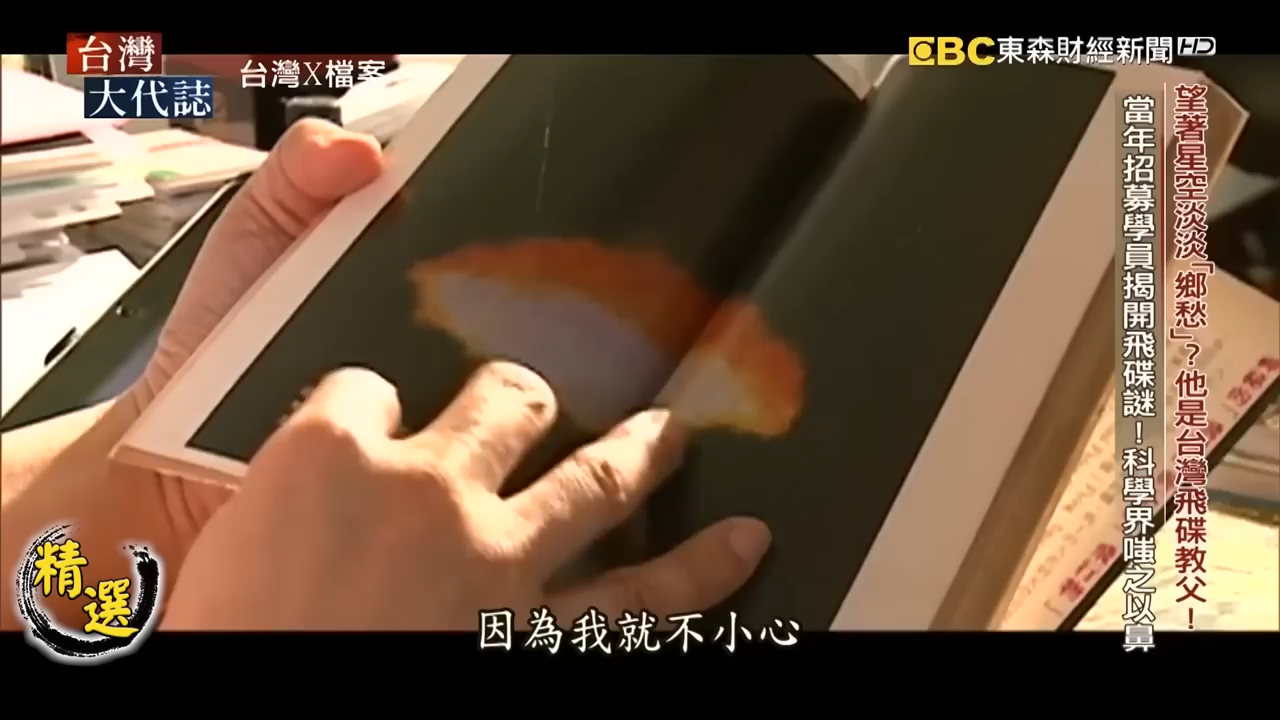 台灣
大代誌
台灣X檔案
EBC東森財經新聞HD
望著星空淡淡「鄉愁」?他是台灣飛碟教父!
當年招募學員揭開飛碟謎!科學界嗤之以鼻
精選
因為我就不小心